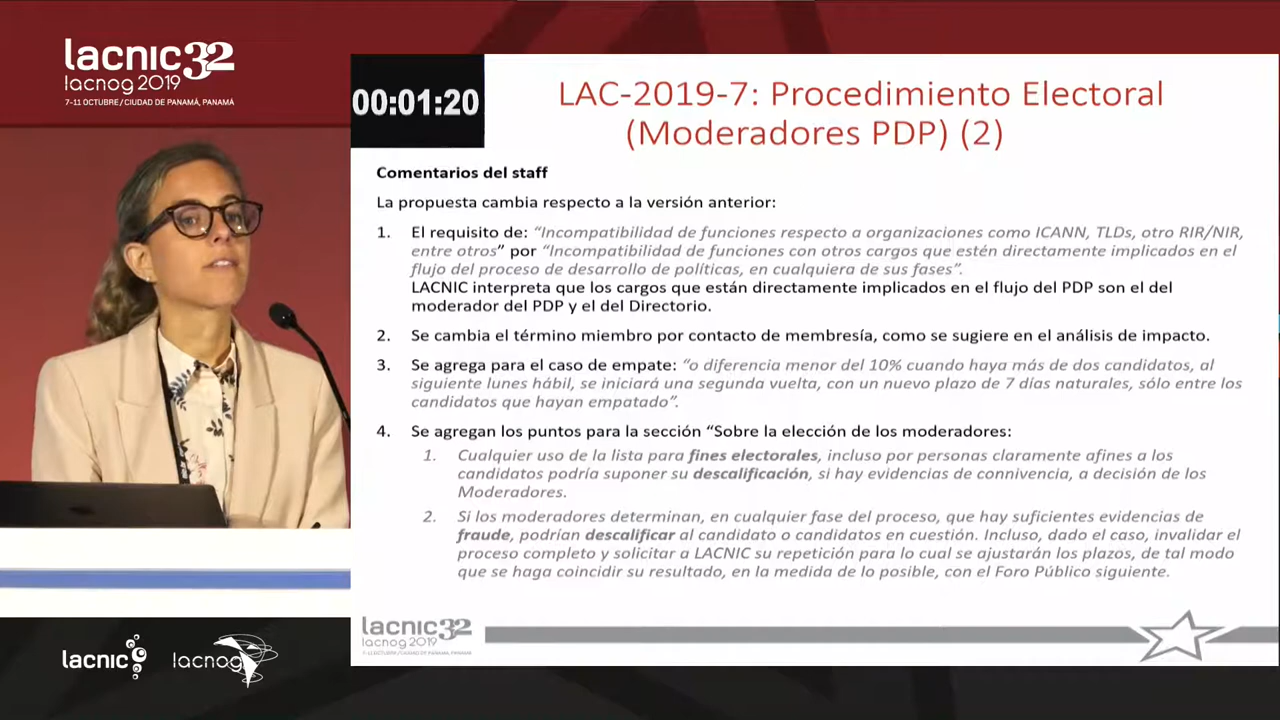 lacnic32
lacnog 2019
7-11 OCTUBRE / CIUDAD DE PANAMÁ, PANAMÁ
00:01:20
LAC-2019-7: Procedimiento Electoral
(Moderadores PDP) (2)
Comentarios del staff
La propuesta cambia respecto a la versión anterior:
1. El requisito de: “Incompatibilidad de funciones respecto a organizaciones como ICANN, TLDs, otro RIR/NIR,
entre otros” por “Incompatibilidad de funciones con otros cargos que estén directamente implicados en el
flujo del proceso de desarrollo de políticas, en cualquiera de sus fases”.
LACNIC interpreta que los cargos que están directamente implicados en el flujo del PDP son el del
moderador del PDP y el del Directorio.
2. Se cambia el término miembro por contacto de membresía, como se sugiere en el análisis de impacto.
3. Se agrega para el caso de empate: “o diferencia menor del 10% cuando haya más de dos candidatos, al
siguiente lunes hábil, se iniciará una segunda vuelta, con un nuevo plazo de 7 días naturales, sólo entre los
candidatos que hayan empatado”.
4. Se agregan los puntos para la sección “Sobre la elección de los moderadores:
1. Cualquier uso de la lista para fines electorales, incluso por personas claramente afines a los
candidatos podría suponer su descalificación, si hay evidencias de connivencia, a decisión de los
Moderadores.
2. Si los moderadores determinan, en cualquier fase del proceso, que hay suficientes evidencias de
fraude, podrían descalificar al candidato o candidatos en cuestión. Incluso, dado el caso, invalidar el
proceso completo y solicitar a LACNIC su repetición para lo cual se ajustarán los plazos, de tal modo
que se haga coincidir su resultado, en la medida de lo posible, con el Foro Público siguiente.
lacnic32
lacnog 2019
7-11 OCTUBRE / CIUDAD DE PANAMÁ, PANAMÁ
lacnic
lacnog